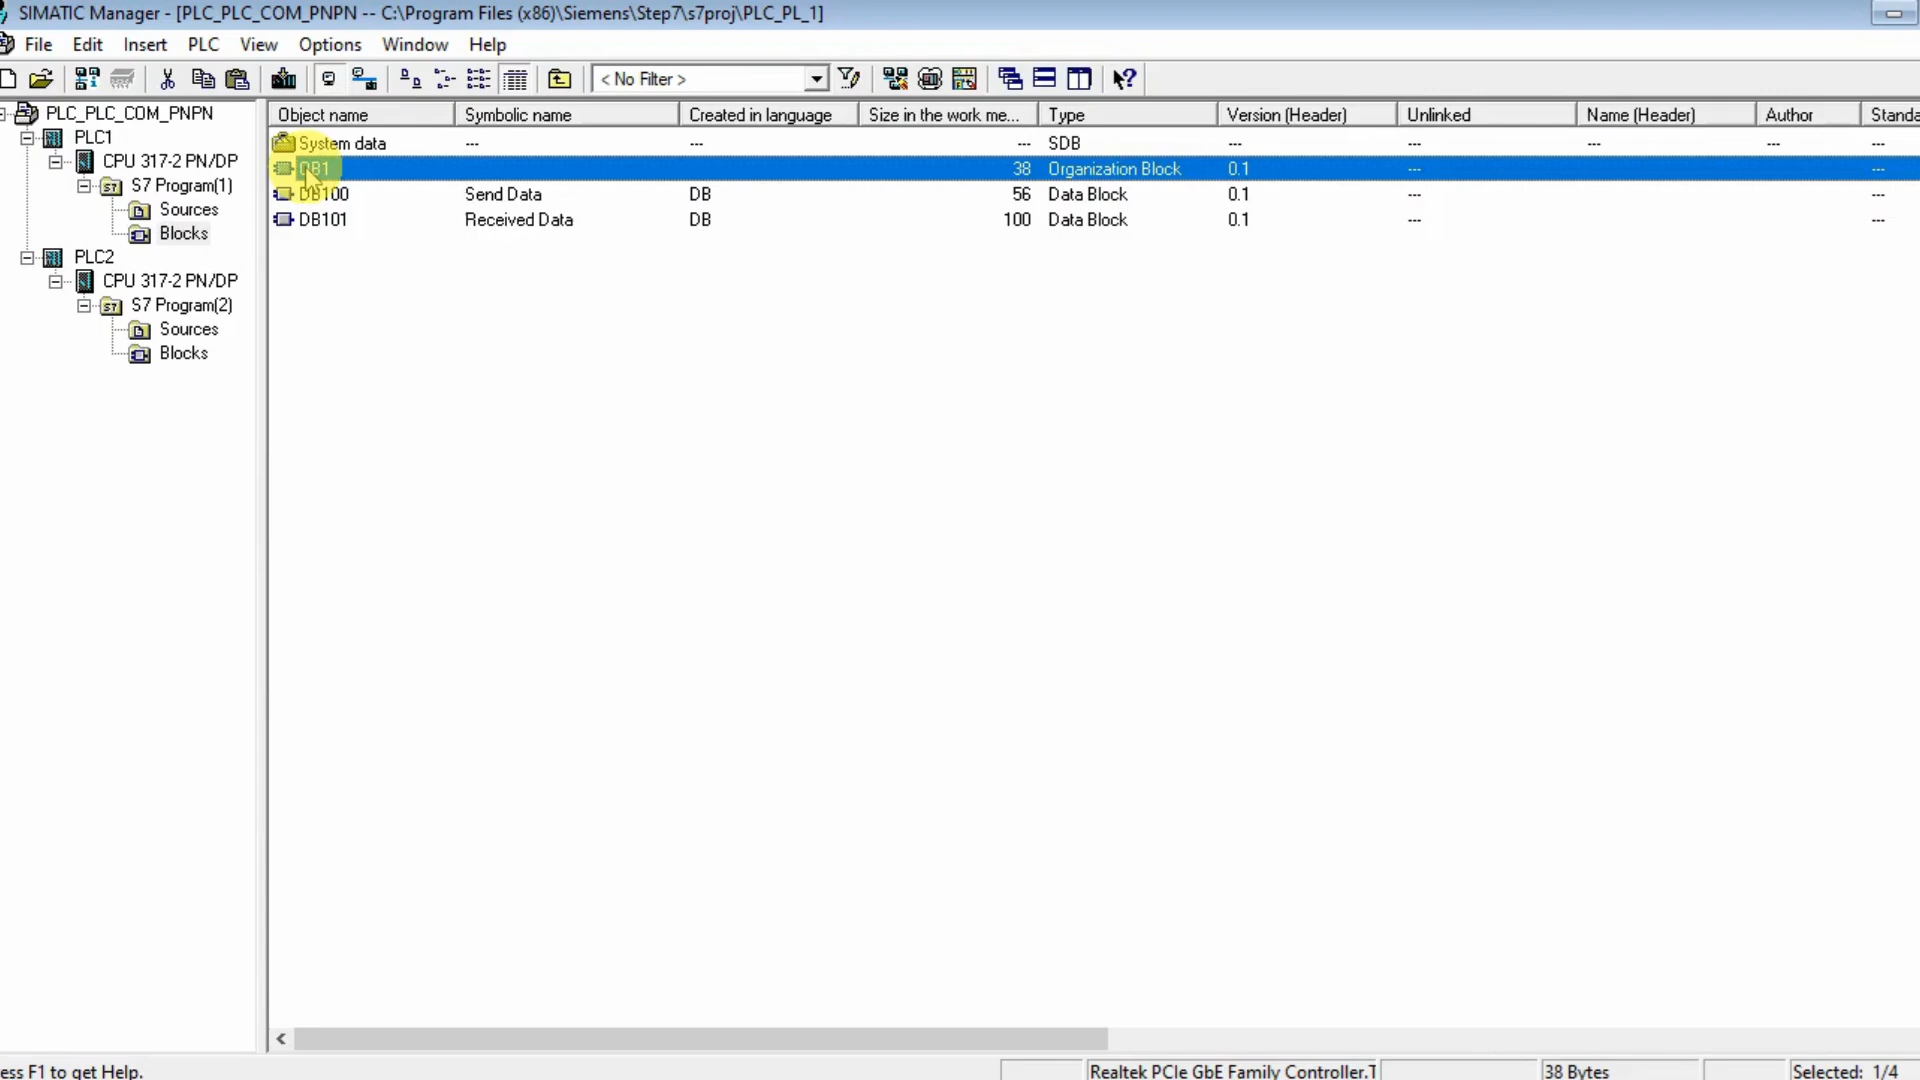 SIMATIC Manager - [PLC_PLC_COM_PNPN -- C:\Program Files (x86)\Siemens\Step7\s7proj\PLC_PL_1]
File Edit Insert PLC View Options Window Help
< No Filter >
PLC_PLC_COM_PNPN
PLC1
CPU 317-2 PN/DP
S7 Program(1)
Sources
Blocks
PLC2
CPU 317-2 PN/DP
S7 Program(2)
Sources
Blocks
Object name Symbolic name Created in language Size in the work me... Type Version (Header) Unlinked Name (Header) Author Standa
System data --- --- --- SDB --- --- --- --- ---
OB1 38 Organization Block 0.1 --- ---
DB100 Send Data DB 56 Data Block 0.1 --- ---
DB101 Received Data DB 100 Data Block 0.1 --- ---
ess F1 to get Help. Realtek PCIe GbE Family Controller.T 38 Bytes Selected: 1/4